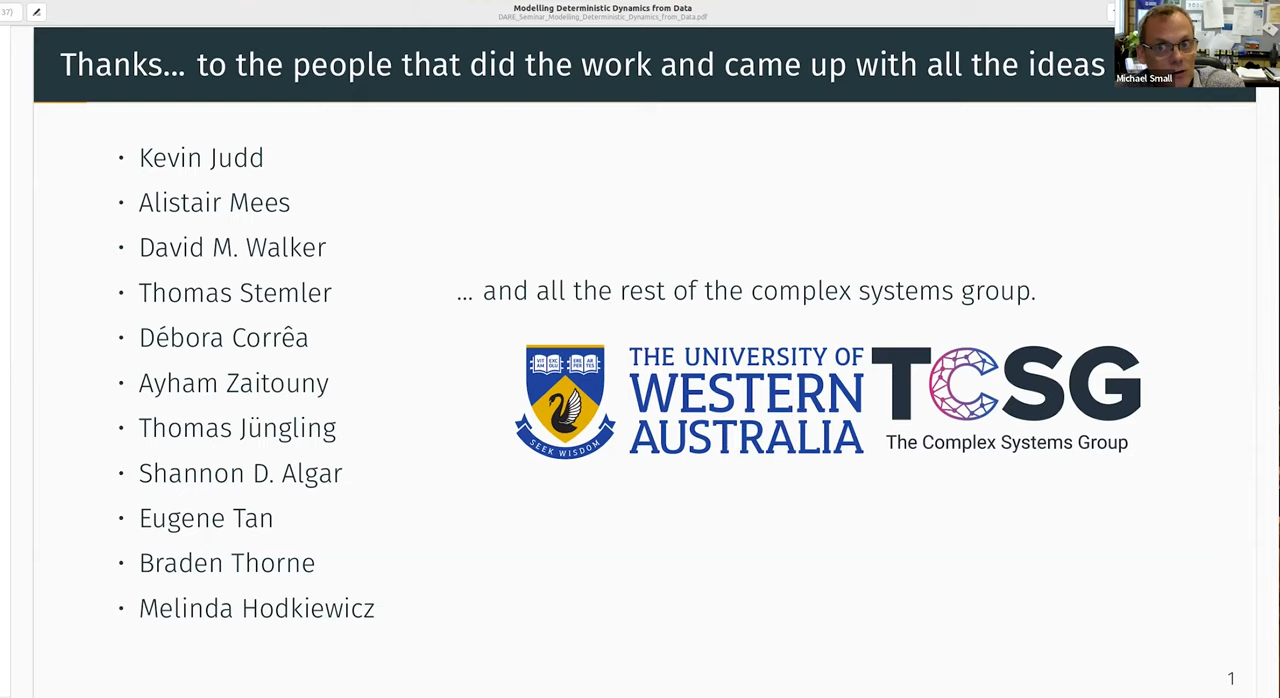 37)
Modelling Deterministic Dynamics from Data
DARE_Seminar_Modelling_Deterministic_Dynamics_from_Data.pdf
Thanks... to the people that did the work and came up with all the ideas
Michael Small
• Kevin Judd
• Alistair Mees
• David M. Walker
• Thomas Stemler
• Débora Corrêa
• Ayham Zaitouny
• Thomas Jüngling
• Shannon D. Algar
• Eugene Tan
• Braden Thorne
• Melinda Hodkiewicz
... and all the rest of the complex systems group.
SEEK WISDOM
THE UNIVERSITY OF
WESTERN
AUSTRALIA
TCSG
The Complex Systems Group
1